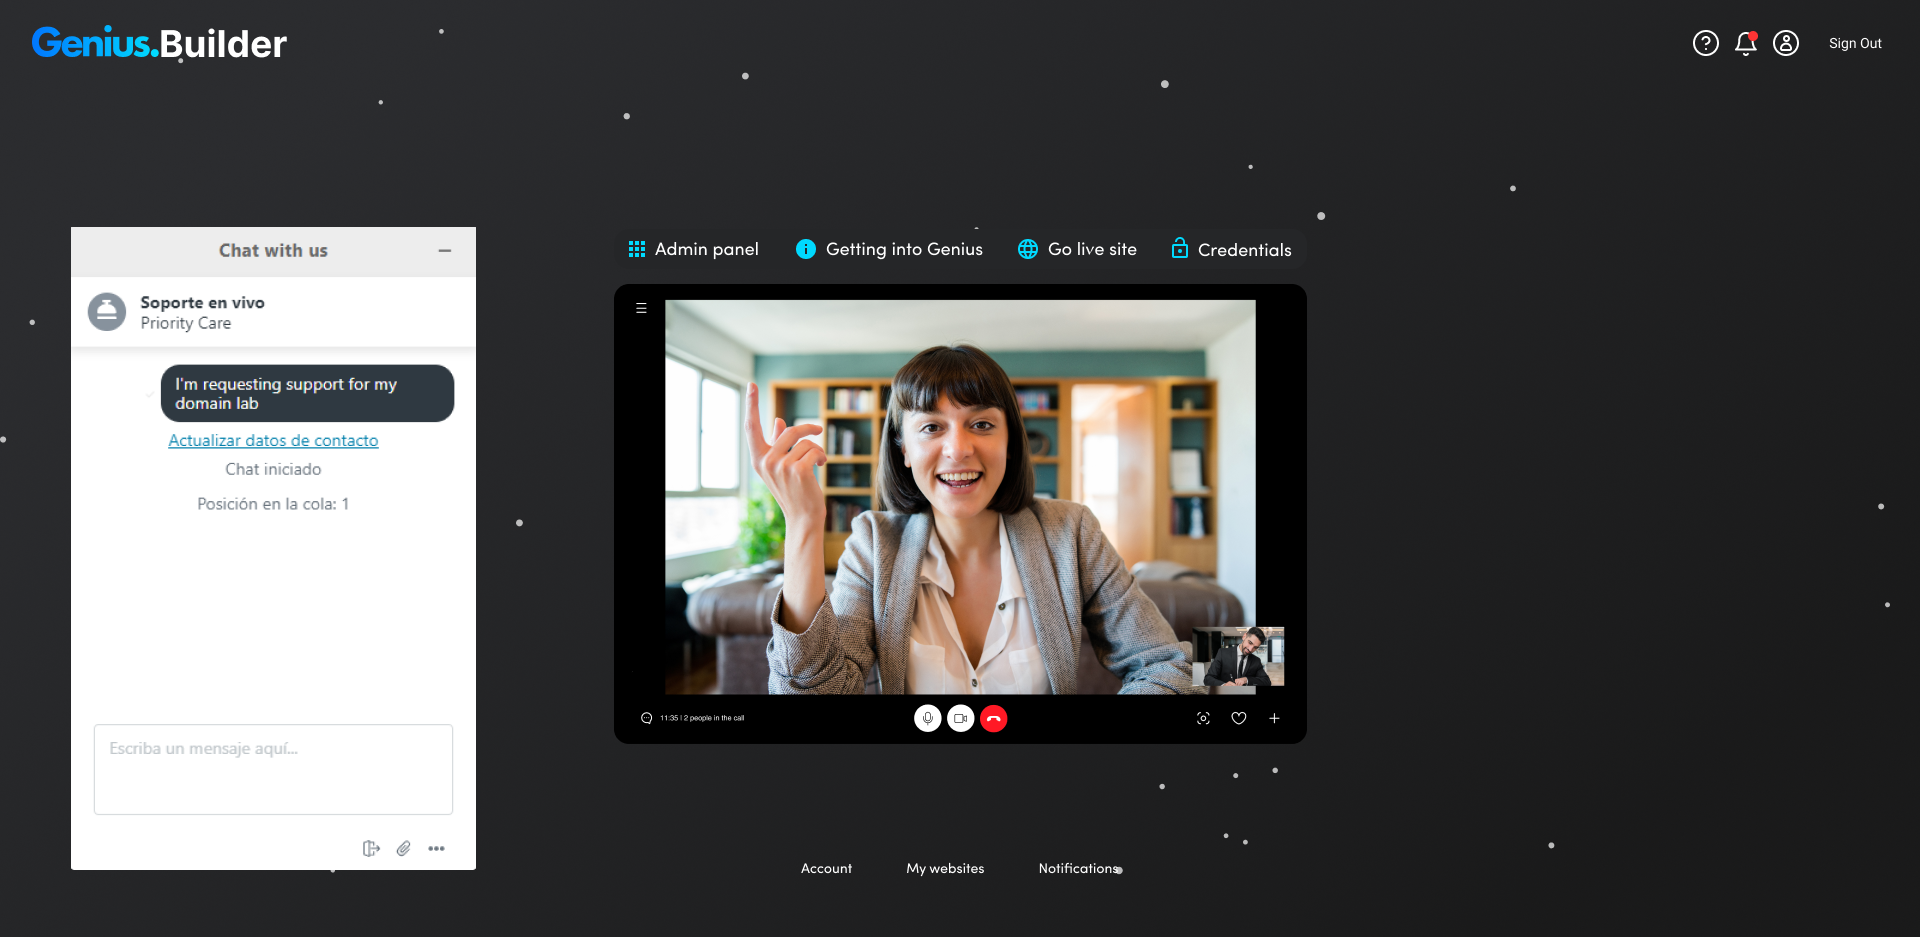 Genius.Builder
Sign Out
Chat with us
Soporte en vivo
Priority Care
I'm requesting support for my
domain lab
Actualizar datos de contacto
Chat iniciado
Posición en la cola: 1
Escriba un mensaje aquí...
Admin panel
Getting into Genius
Go live site
Credentials
11:35 | 2 people in the call
Account
My websites
Notifications